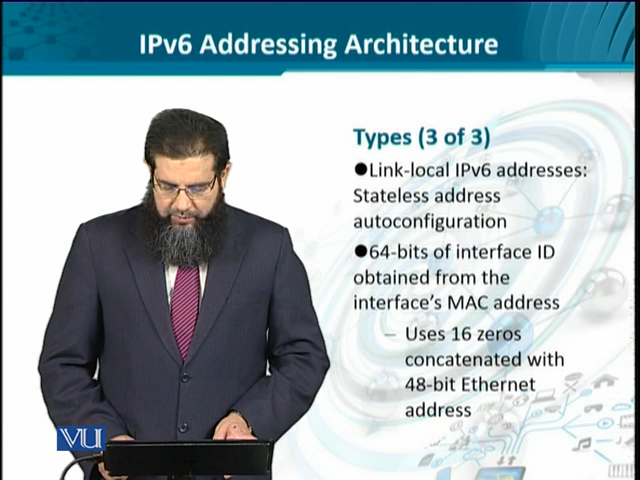 IPv6 Addressing Architecture
Types (3 of 3)
●Link-local IPv6 addresses:
Stateless address
autoconfiguration
●64-bits of interface ID
obtained from the
interface's MAC address
– Uses 16 zeros
concatenated with
48-bit Ethernet
address
VU